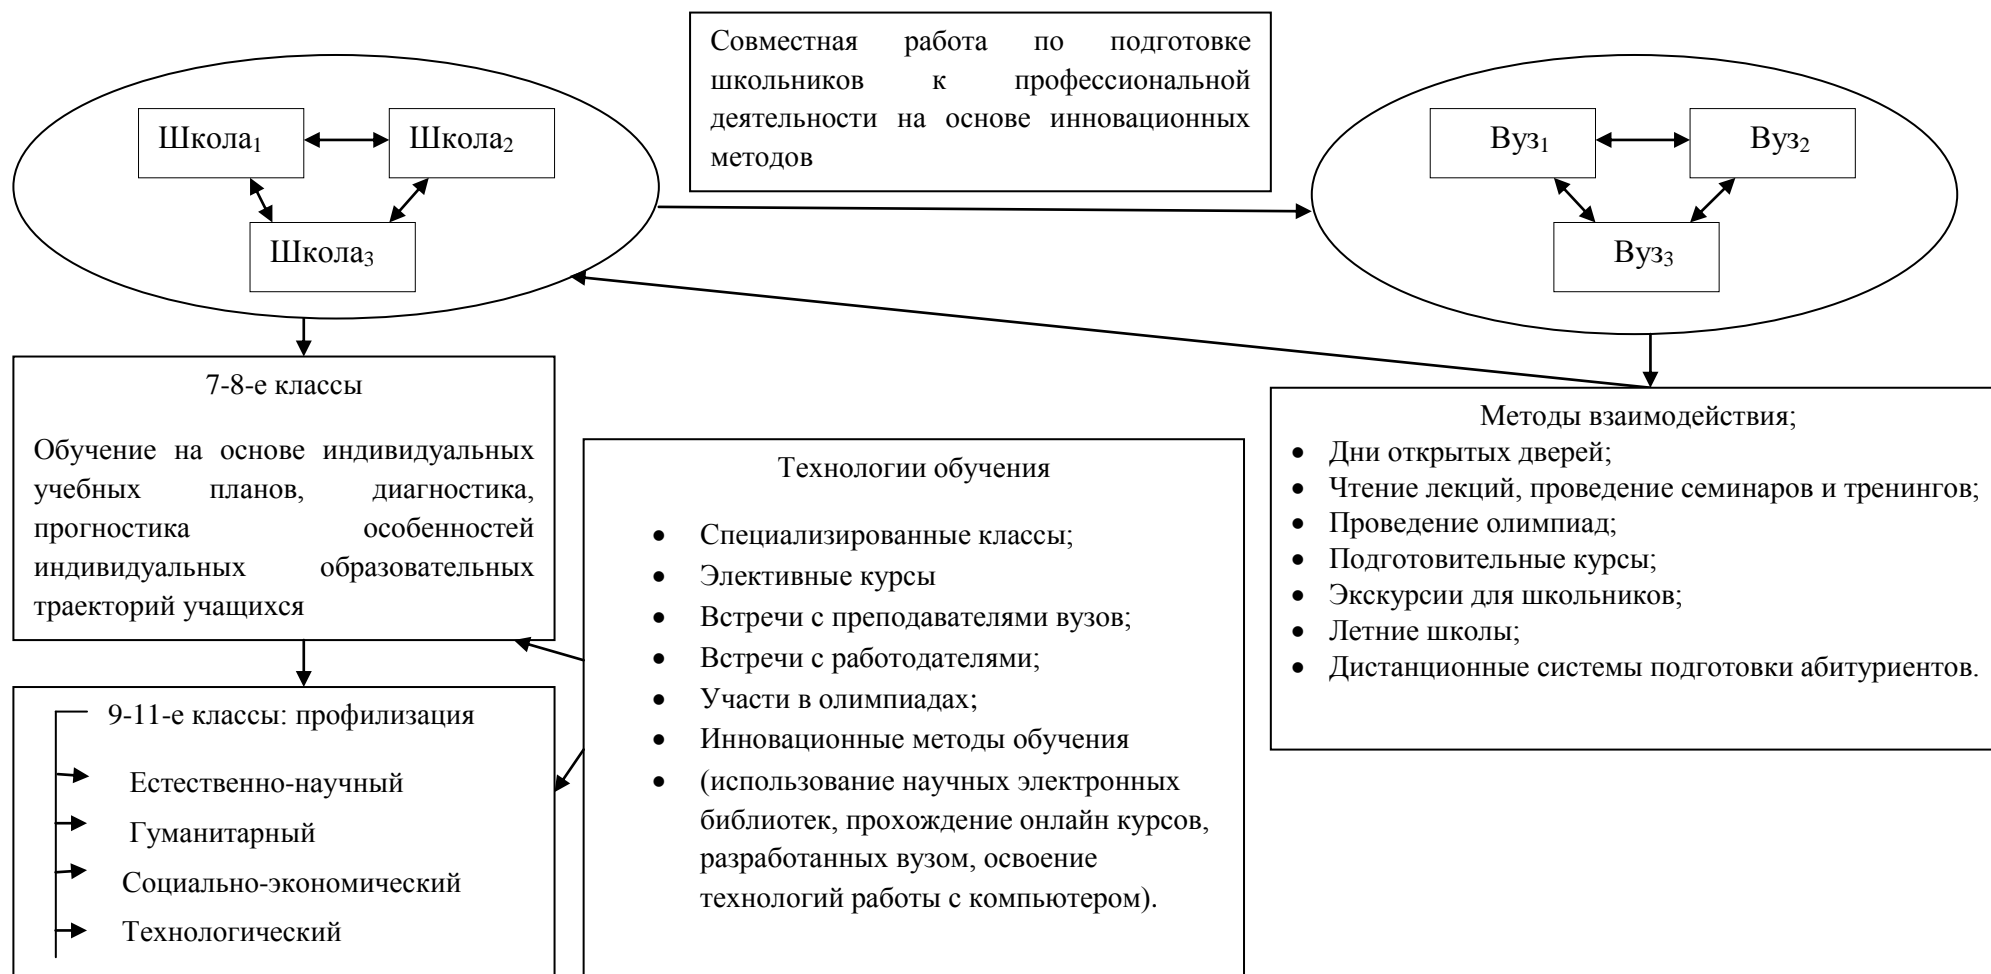 Совместная работа по подготовке
школьников к профессиональной
деятельности на основе инновационных
методов
Школа₁
Школа₂
Школа₃
Вуз₁
Вуз₂
Вуз₃
7-8-е классы
Обучение на основе индивидуальных
учебных планов, диагностика,
прогностика особенностей
индивидуальных образовательных
траекторий учащихся
9-11-е классы: профилизация
Естественно-научный
Гуманитарный
Социально-экономический
Технологический
Технологии обучения
• Специализированные классы;
• Элективные курсы
• Встречи с преподавателями вузов;
• Встречи с работодателями;
• Участи в олимпиадах;
• Инновационные методы обучения
• (использование научных электронных
библиотек, прохождение онлайн курсов,
разработанных вузом, освоение
технологий работы с компьютером).
Методы взаимодействия;
• Дни открытых дверей;
• Чтение лекций, проведение семинаров и тренингов;
• Проведение олимпиад;
• Подготовительные курсы;
• Экскурсии для школьников;
• Летние школы;
• Дистанционные системы подготовки абитуриентов.